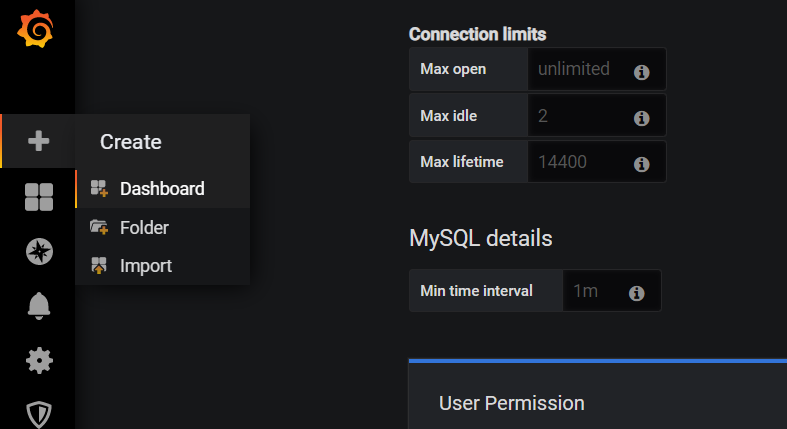 Create
Dashboard
Folder
Import
Connection limits
Max open unlimited
Max idle 2
Max lifetime 14400
MySQL details
Min time interval 1m
User Permission